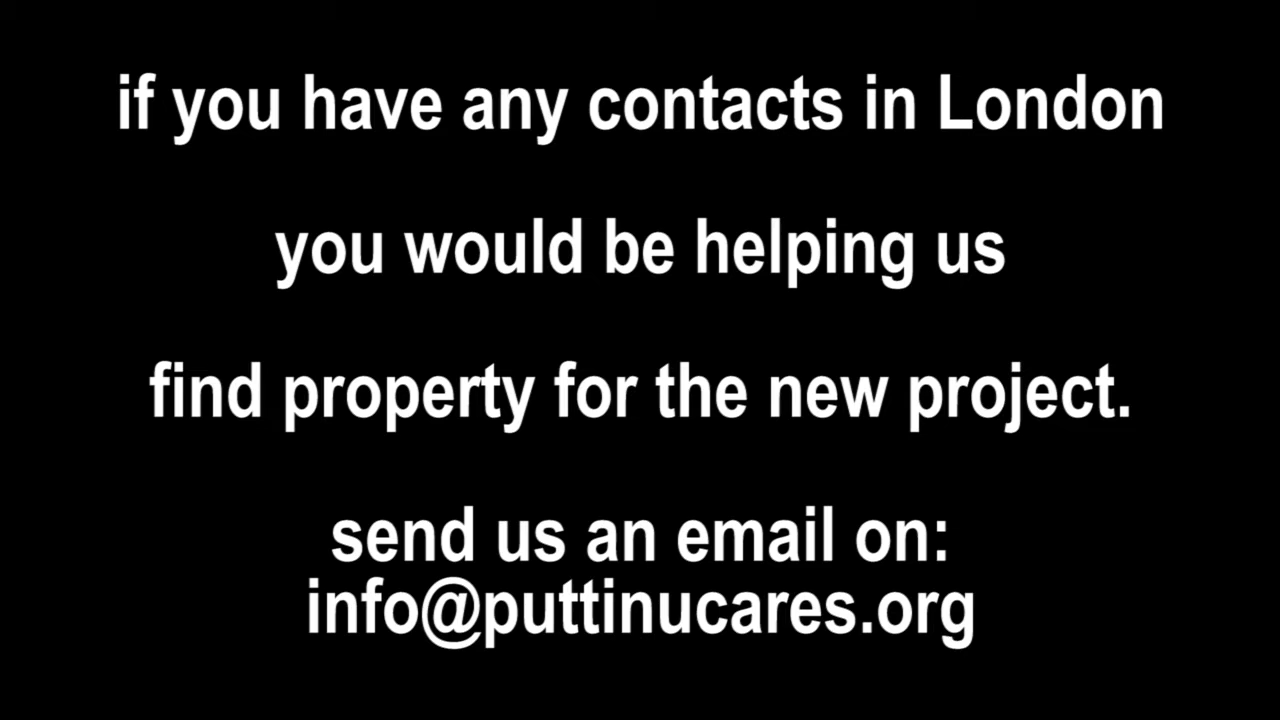 if you have any contacts in London
you would be helping us
find property for the new project.
send us an email on:
info@puttinucares.org